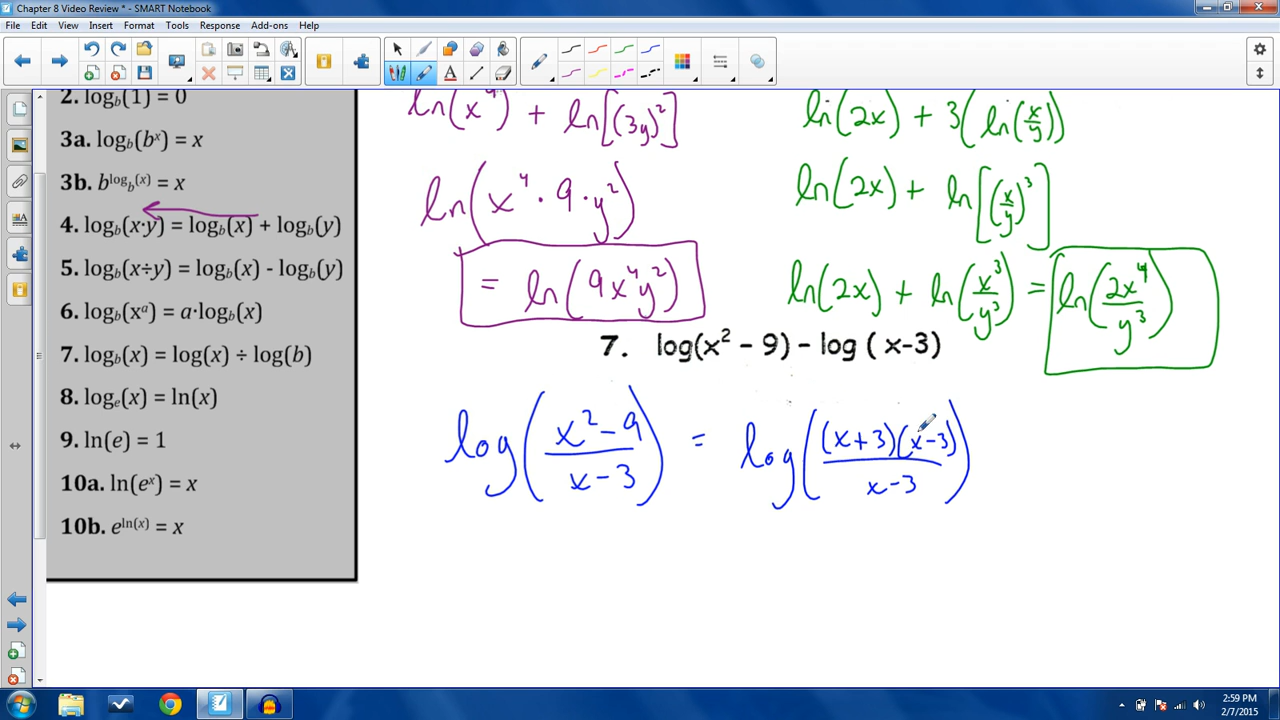 Chapter 8 Video Review * - SMART Notebook
File Edit View Insert Format Tools Response Add-ons Help
2. log_b(1) = 0
3a. log_b(b^x) = x
3b. b^(log_b(x)) = x
4. log_b(x·y) = log_b(x) + log_b(y)
5. log_b(x÷y) = log_b(x) - log_b(y)
6. log_b(x^a) = a·log_b(x)
7. log_b(x) = log(x) ÷ log(b)
8. log_e(x) = ln(x)
9. ln(e) = 1
10a. ln(e^x) = x
10b. e^(ln(x)) = x
ln(x^4) + ln[(3y)^2]
ln(x^4 · 9 · y^2)
= ln(9x^4y^2)
ln(2x) + 3(ln(x/y))
ln(2x) + ln[(x/y)^3]
ln(2x) + ln(x^3/y^3) = ln(2x^4/y^3)
7. log(x^2 - 9) - log ( x-3)
log((x^2-9)/(x-3)) = log(((x+3)(x-3))/(x-3))
2:59 PM
2/7/2015